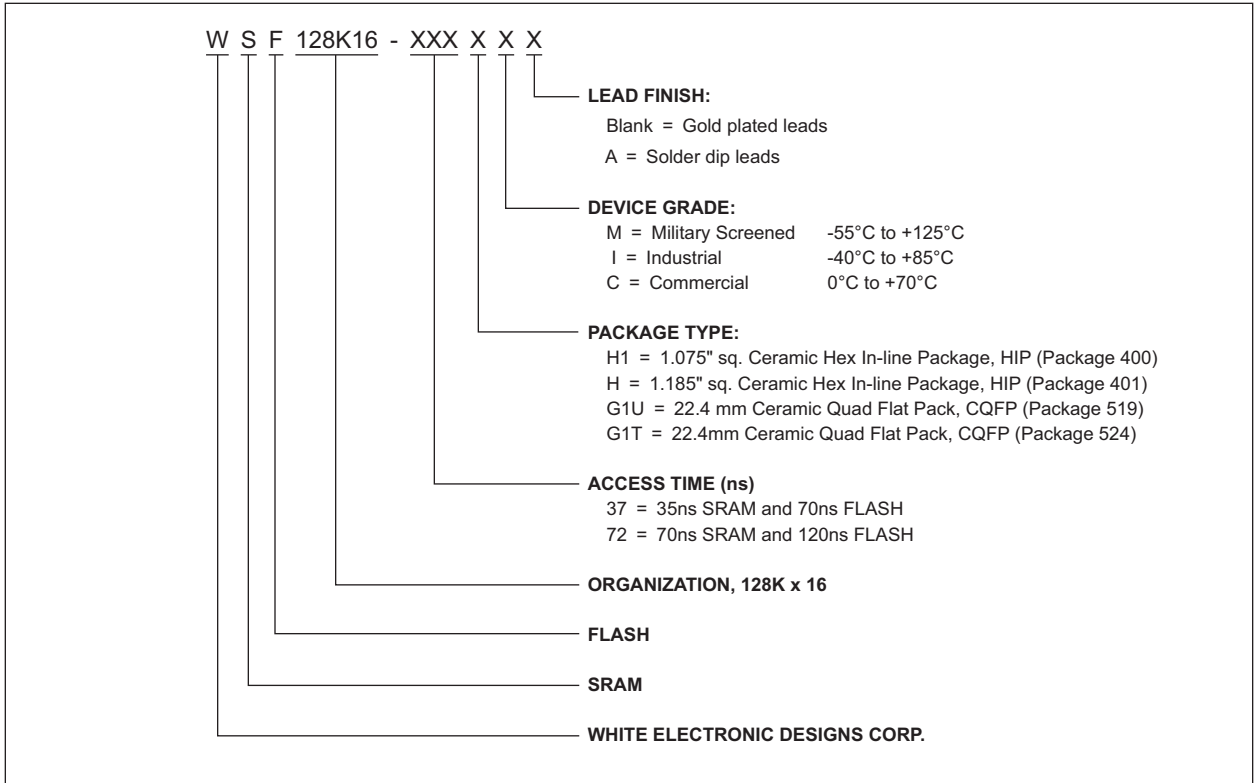 W S F 128K16 - XXX X X X
LEAD FINISH:
Blank = Gold plated leads
A = Solder dip leads
DEVICE GRADE:
M = Military Screened -55°C to +125°C
I = Industrial -40°C to +85°C
C = Commercial 0°C to +70°C
PACKAGE TYPE:
H1 = 1.075" sq. Ceramic Hex In-line Package, HIP (Package 400)
H = 1.185" sq. Ceramic Hex In-line Package, HIP (Package 401)
G1U = 22.4 mm Ceramic Quad Flat Pack, CQFP (Package 519)
G1T = 22.4mm Ceramic Quad Flat Pack, CQFP (Package 524)
ACCESS TIME (ns)
37 = 35ns SRAM and 70ns FLASH
72 = 70ns SRAM and 120ns FLASH
ORGANIZATION, 128K x 16
FLASH
SRAM
WHITE ELECTRONIC DESIGNS CORP.